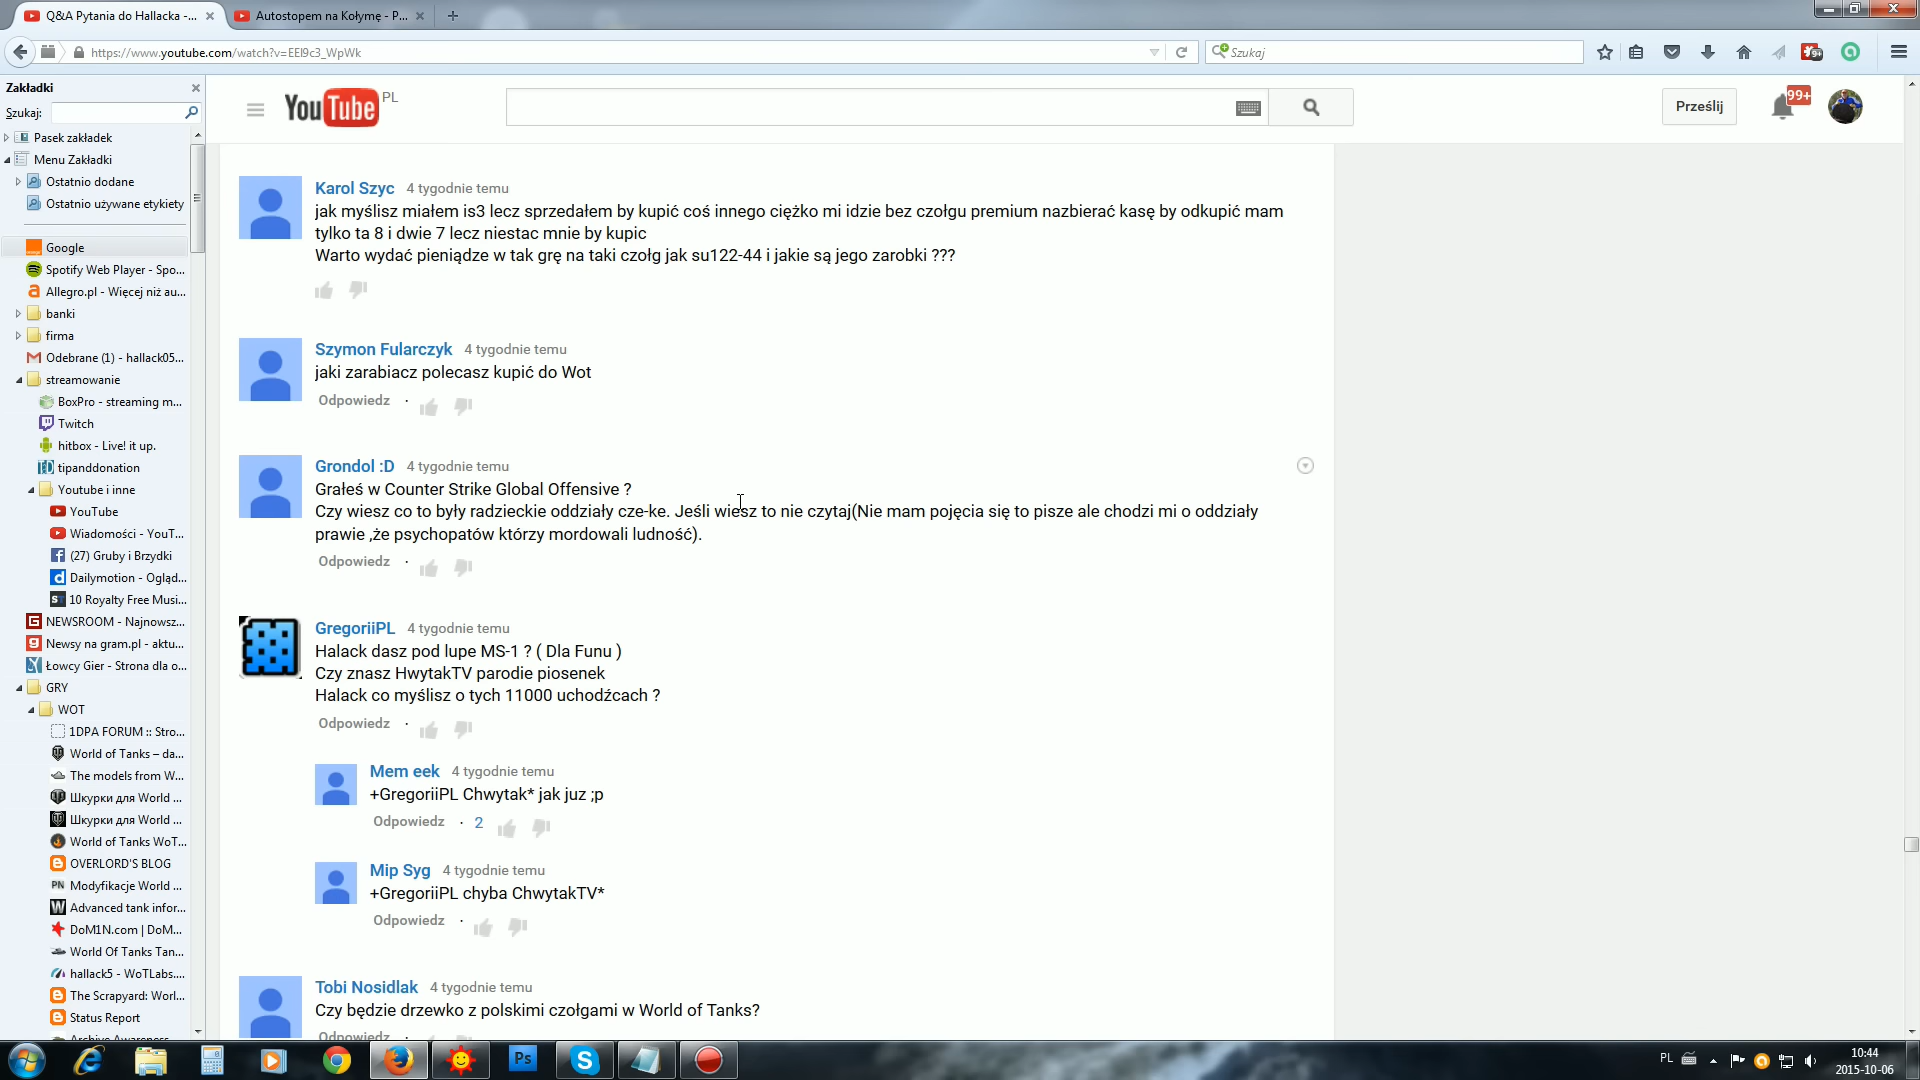 Q&A Pytania do Hallacka -...
Autostopem na Kołymę - P...
https://www.youtube.com/watch?v=EEl9c3_WpWk
Szukaj
Zakładki
Szukaj:
Pasek zakładek
Menu Zakładki
Ostatnio dodane
Ostatnio używane etykiety
Google
Spotify Web Player - Spo...
Allegro.pl - Więcej niż au...
banki
firma
Odebrane (1) - hallack05...
streamowanie
BoxPro - streaming m...
Twitch
hitbox - Live! it up.
tipanddonation
Youtube i inne
YouTube
Wiadomości - YouT...
(27) Gruby i Brzydki
Dailymotion - Ogląd...
10 Royalty Free Musi...
NEWSROOM - Najnowsz...
Newsy na gram.pl - aktu...
Łowcy Gier - Strona dla o...
GRY
WOT
1DPA FORUM :: Stro...
World of Tanks – da...
The models from W...
Шкурки для World ...
Шкурки для World ...
World of Tanks WoT...
OVERLORD'S BLOG
Modyfikacje World ...
Advanced tank infor...
DoM1N.com | DoM...
World Of Tanks Tan...
hallack5 - WoTLabs....
The Scrapyard: Worl...
Status Report
Archive Awareness
YouTube PL
Prześlij
99+
Karol Szyc 4 tygodnie temu
jak myślisz miałem is3 lecz sprzedałem by kupić coś innego ciężko mi idzie bez czołgu premium nazbierać kasę by odkupić mam
tylko ta 8 i dwie 7 lecz niestac mnie by kupic
Warto wydać pieniądze w tak grę na taki czołg jak su122-44 i jakie są jego zarobki ???
Szymon Fularczyk 4 tygodnie temu
jaki zarabiacz polecasz kupić do Wot
Odpowiedz ·
Grondol :D 4 tygodnie temu
Grałeś w Counter Strike Global Offensive ?
Czy wiesz co to były radzieckie oddziały cze-ke. Jeśli wiesz to nie czytaj(Nie mam pojęcia się to pisze ale chodzi mi o oddziały
prawie ,że psychopatów którzy mordowali ludność).
Odpowiedz ·
GregoriiPL 4 tygodnie temu
Halack dasz pod lupe MS-1 ? ( Dla Funu )
Czy znasz HwytakTV parodie piosenek
Halack co myślisz o tych 11000 uchodźcach ?
Odpowiedz ·
Mem eek 4 tygodnie temu
+GregoriiPL Chwytak* jak juz ;p
Odpowiedz · 2
Mip Syg 4 tygodnie temu
+GregoriiPL chyba ChwytakTV*
Odpowiedz ·
Tobi Nosidlak 4 tygodnie temu
Czy będzie drzewko z polskimi czołgami w World of Tanks?
Odpowiedz
Ps
PL
10:44
2015-10-06